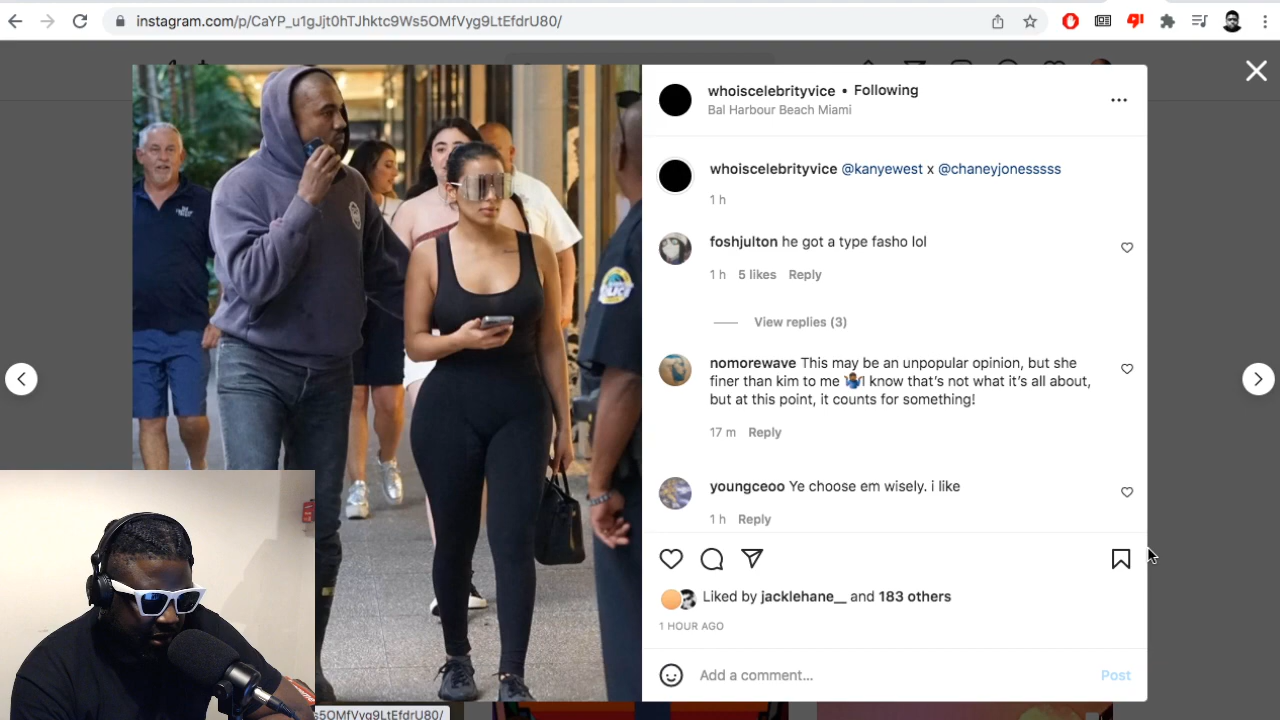 instagram.com/p/CaYP_u1gJjt0hTJhktc9Ws5OMfVyg9LtEfdrU80/
whoiscelebrityvice • Following
Bal Harbour Beach Miami
whoiscelebrityvice @kanyewest x @chaneyjonesssss
1 h
foshjulton he got a type fasho lol
1 h 5 likes Reply
View replies (3)
nomorewave This may be an unpopular opinion, but she
finer than kim to me 🤷🏾‍♂️I know that’s not what it’s all about,
but at this point, it counts for something!
17 m Reply
youngceoo Ye choose em wisely. i like
1 h Reply
Liked by jacklehane__ and 183 others
1 HOUR AGO
Add a comment... Post
s5OMfVyg9LtEfdrU80/